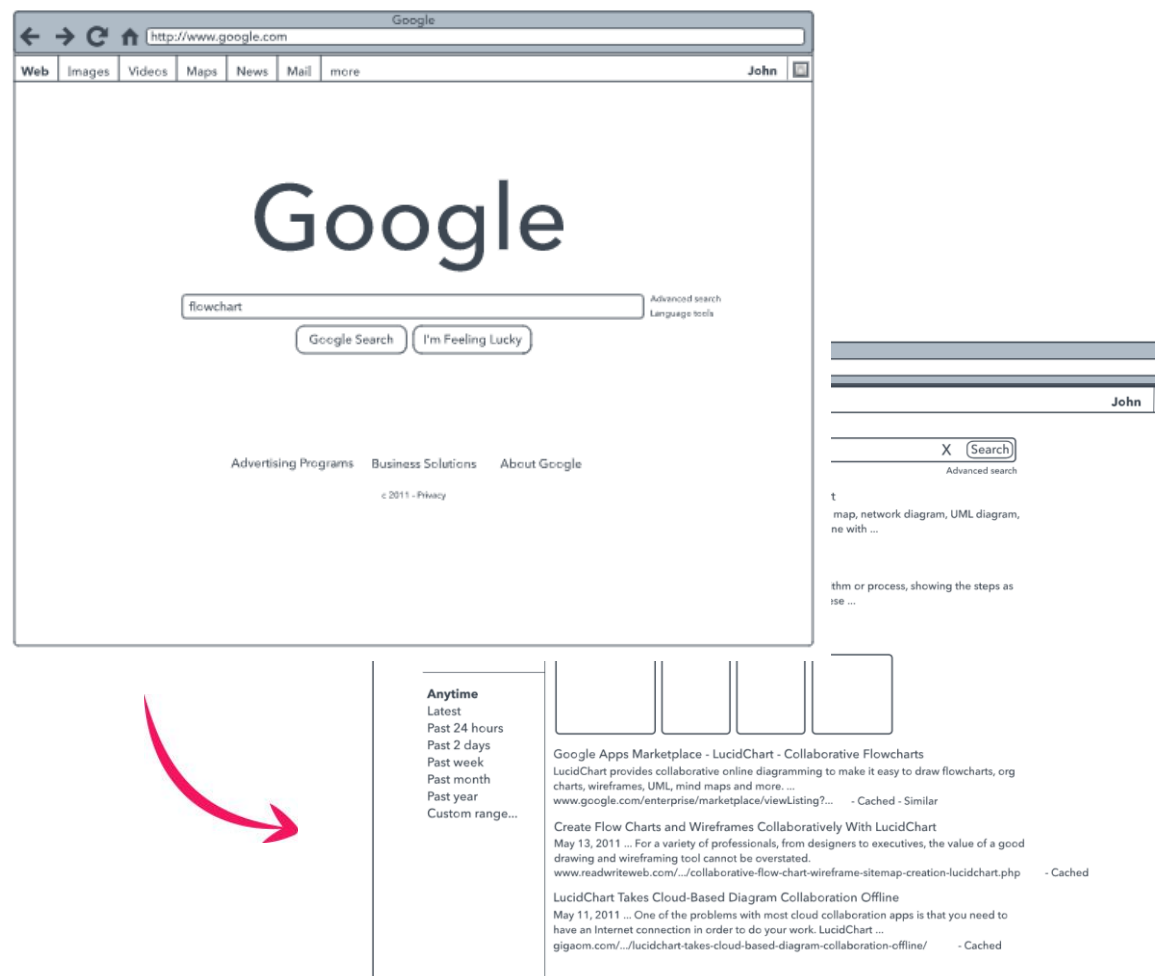 Google
http://www.google.com
Web Images Videos Maps News Mail more John
Google
flowchart
Advanced search
Language tools
Google Search I'm Feeling Lucky
Advertising Programs Business Solutions About Google
c 2011 - Privacy
John
X Search
Advanced search
t
map, network diagram, UML diagram,
ne with ...
thm or process, showing the steps as
ese ...
Anytime
Latest
Past 24 hours
Past 2 days
Past week
Past month
Past year
Custom range...
Google Apps Marketplace - LucidChart - Collaborative Flowcharts
LucidChart provides collaborative online diagramming to make it easy to draw flowcharts, org
charts, wireframes, UML, mind maps and more. ...
www.google.com/enterprise/marketplace/viewListing?... - Cached - Similar
Create Flow Charts and Wireframes Collaboratively With LucidChart
May 13, 2011 ... For a variety of professionals, from designers to executives, the value of a good
drawing and wireframing tool cannot be overstated.
www.readwriteweb.com/.../collaborative-flow-chart-wireframe-sitemap-creation-lucidchart.php - Cached
LucidChart Takes Cloud-Based Diagram Collaboration Offline
May 11, 2011 ... One of the problems with most cloud collaboration apps is that you need to
have an Internet connection in order to do your work. LucidChart ...
gigaom.com/.../lucidchart-takes-cloud-based-diagram-collaboration-offline/ - Cached